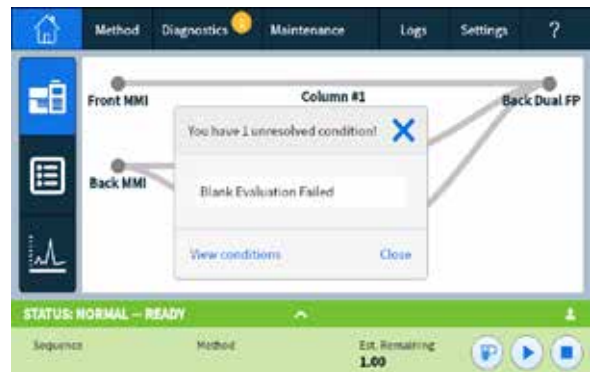 Method Diagnostics Maintenance Logs Settings ?
Front MMI
Column #1
Back Dual FP
You have 1 unresolved condition!
Back MMI
Blank Evaluation Failed
View conditions Close
STATUS: NORMAL – READY
Sequence Method Est. Remaining
1.00